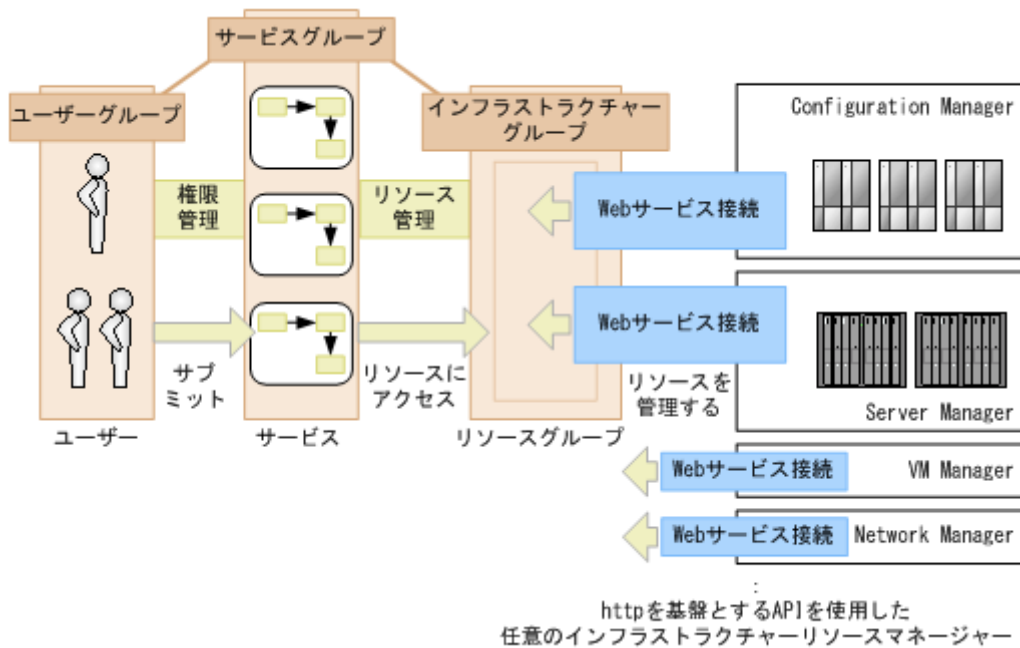 サービスグループ
ユーザーグループ
インフラストラクチャー
グループ
Configuration Manager
権限
管理
リソース
管理
Webサービス接続
Webサービス接続
サブ
ミット
リソースに
アクセス
リソースを
管理する
Server Manager
ユーザー
サービス
リソースグループ
Webサービス接続
VM Manager
Webサービス接続
Network Manager
:
httpを基盤とするAPIを使用した
任意のインフラストラクチャーリソースマネージャー